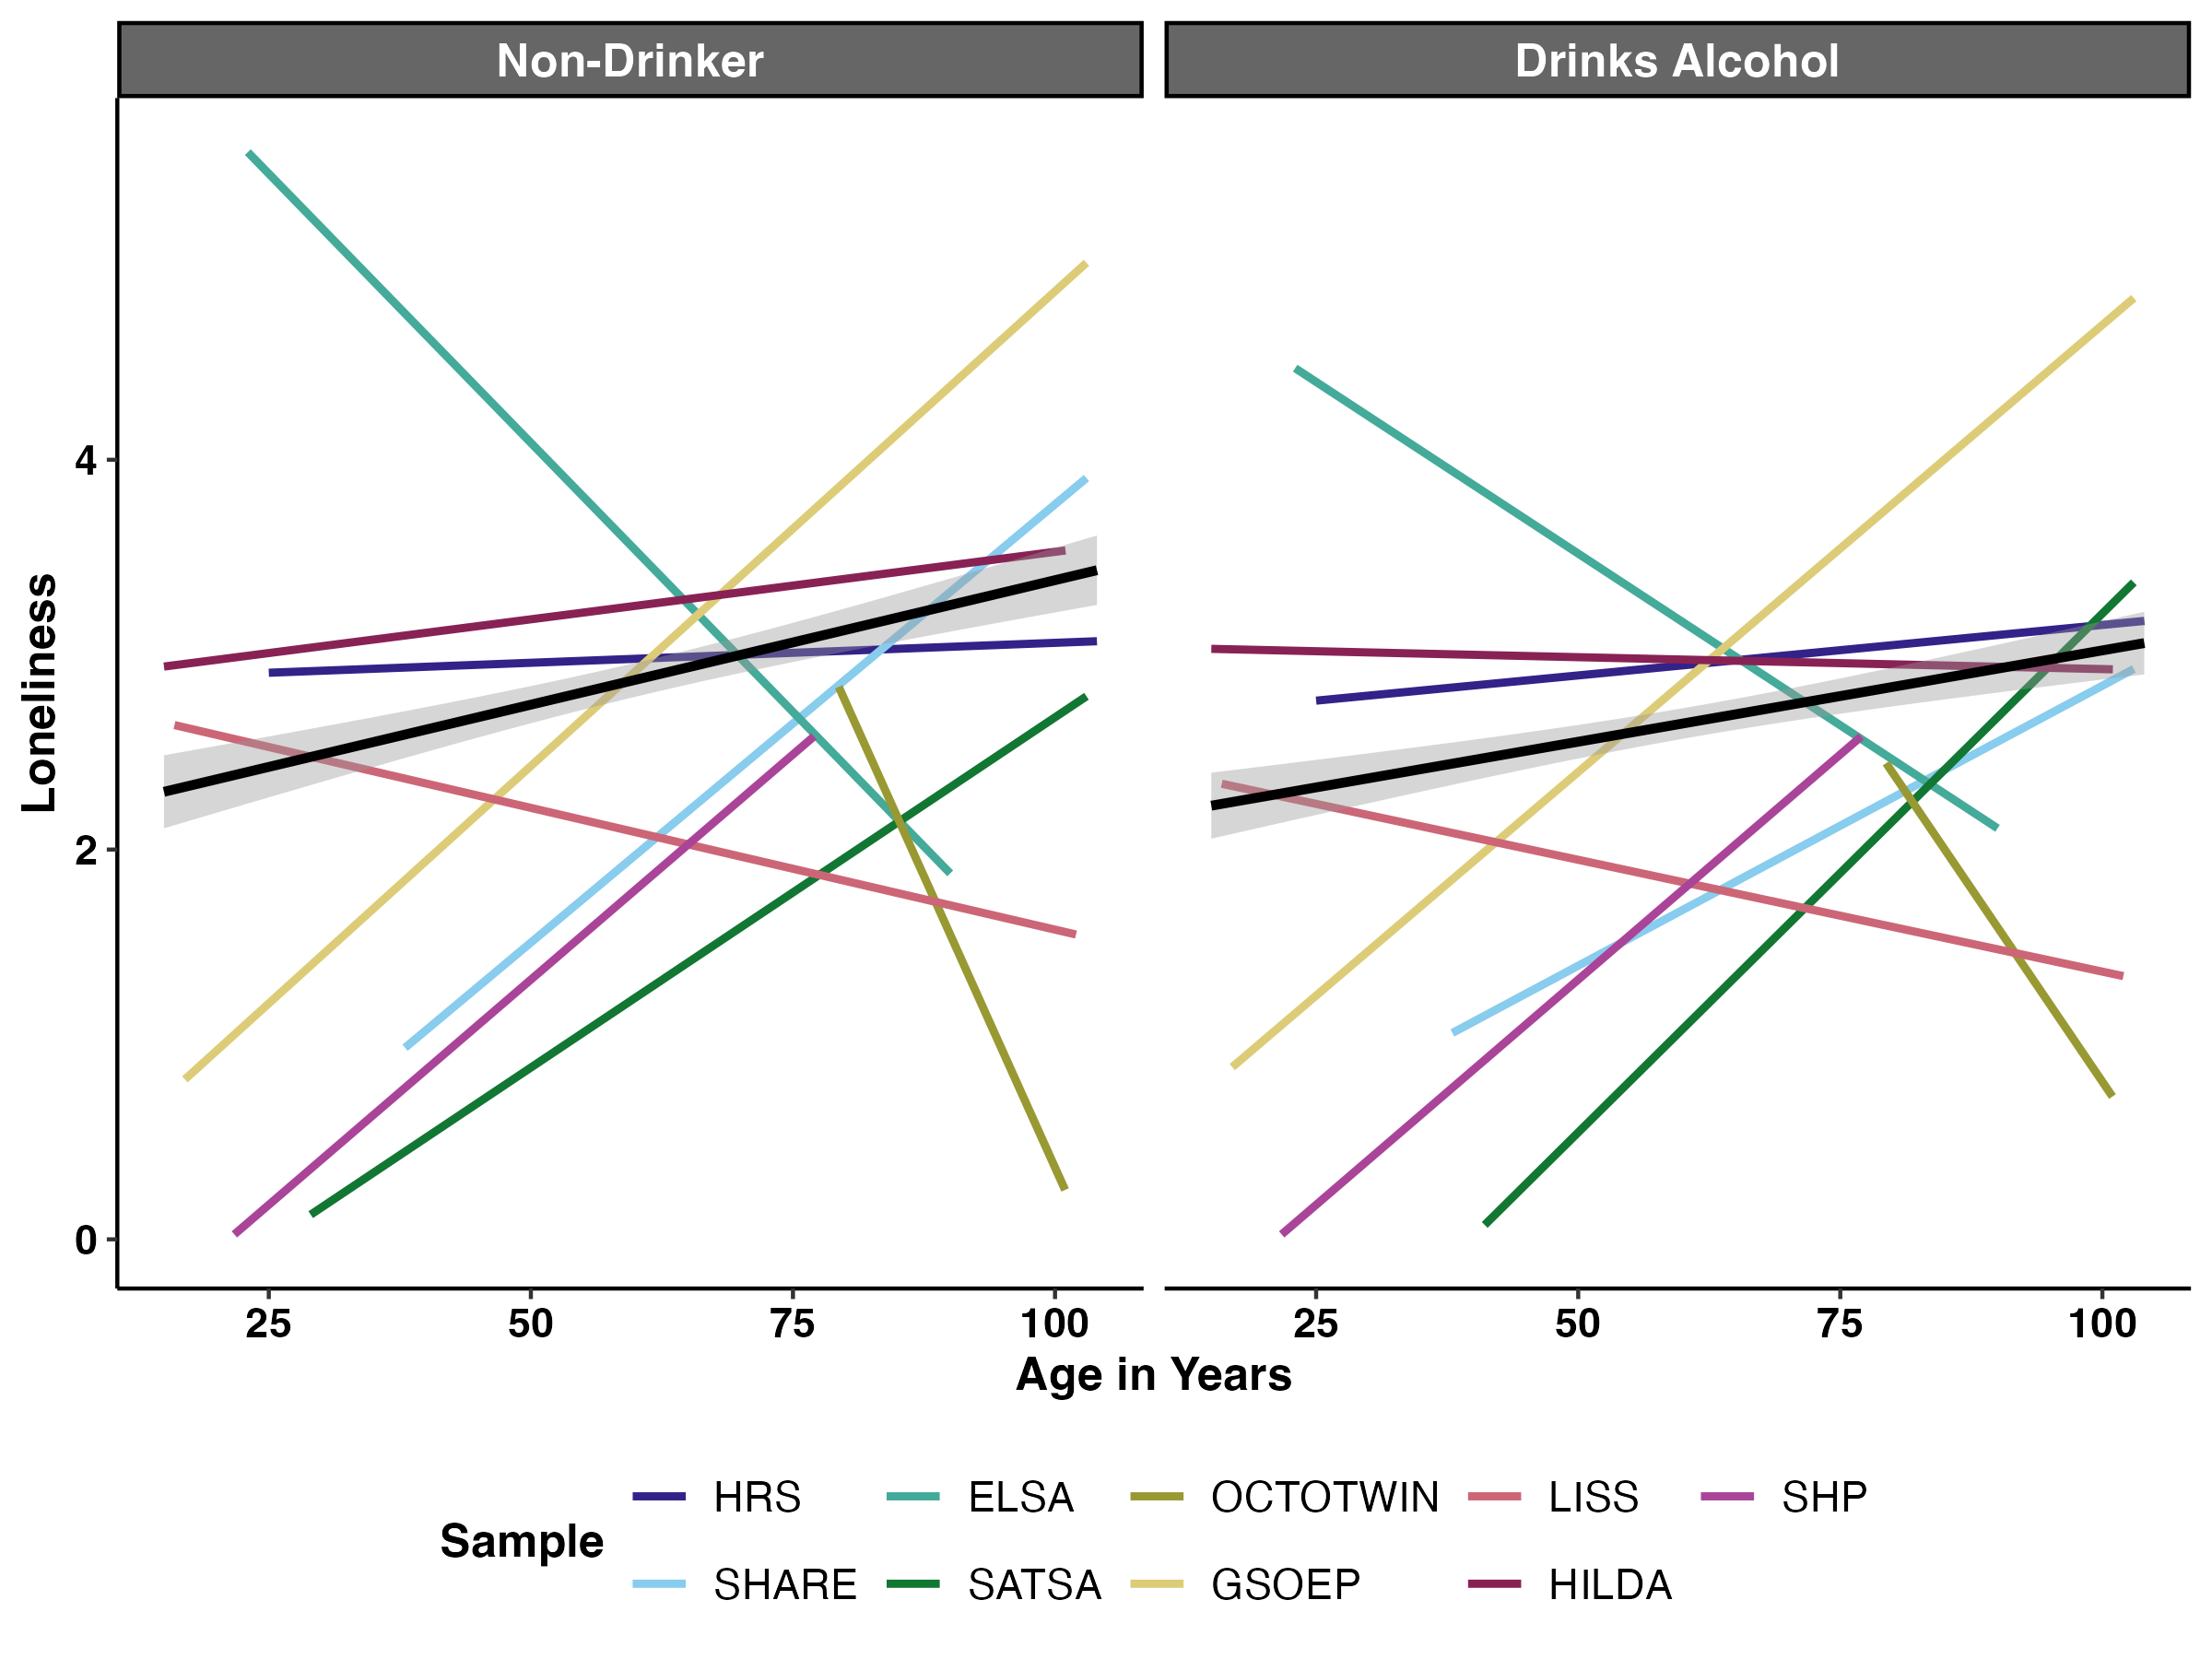 Non-Drinker Drinks Alcohol
Loneliness
4
2
0
25 50 75 100 25 50 75 100
Age in Years
Sample
HRS ELSA OCTOTWIN LISS SHP
SHARE SATSA GSOEP HILDA